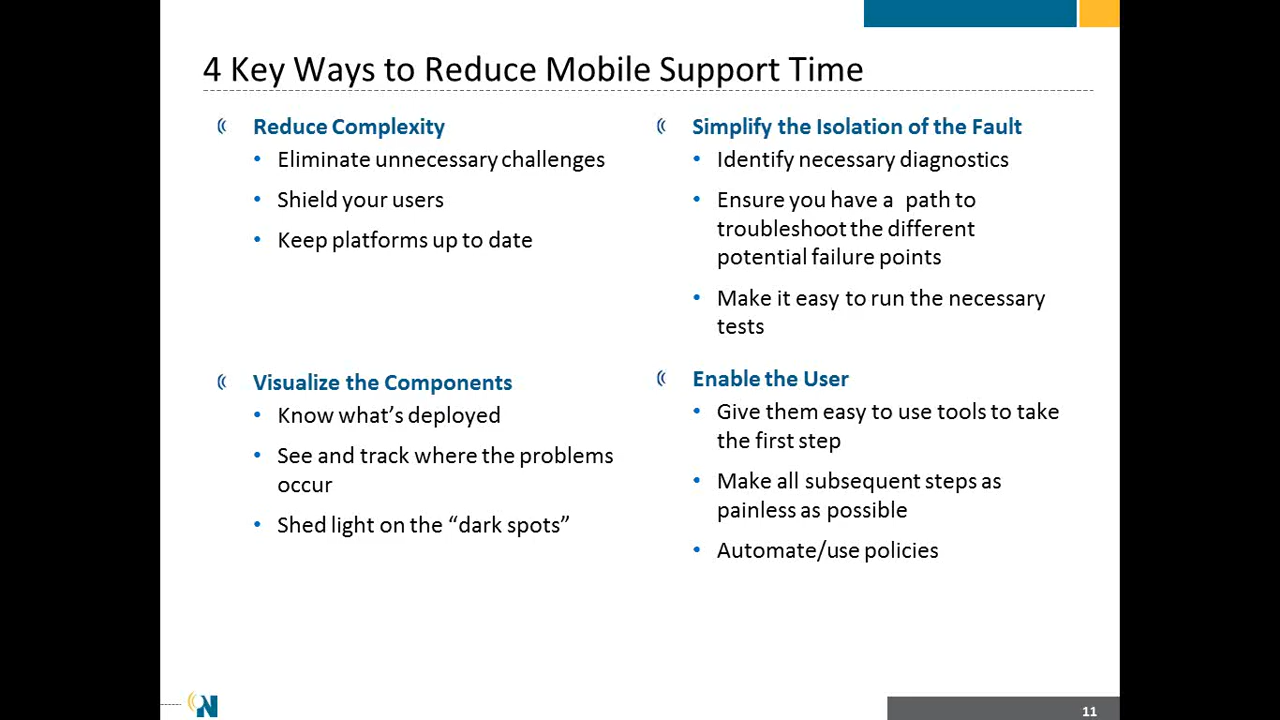 4 Key Ways to Reduce Mobile Support Time
Reduce Complexity
• Eliminate unnecessary challenges
• Shield your users
• Keep platforms up to date
Simplify the Isolation of the Fault
• Identify necessary diagnostics
• Ensure you have a path to
troubleshoot the different
potential failure points
• Make it easy to run the necessary
tests
Visualize the Components
• Know what’s deployed
• See and track where the problems
occur
• Shed light on the “dark spots”
Enable the User
• Give them easy to use tools to take
the first step
• Make all subsequent steps as
painless as possible
• Automate/use policies
N
11